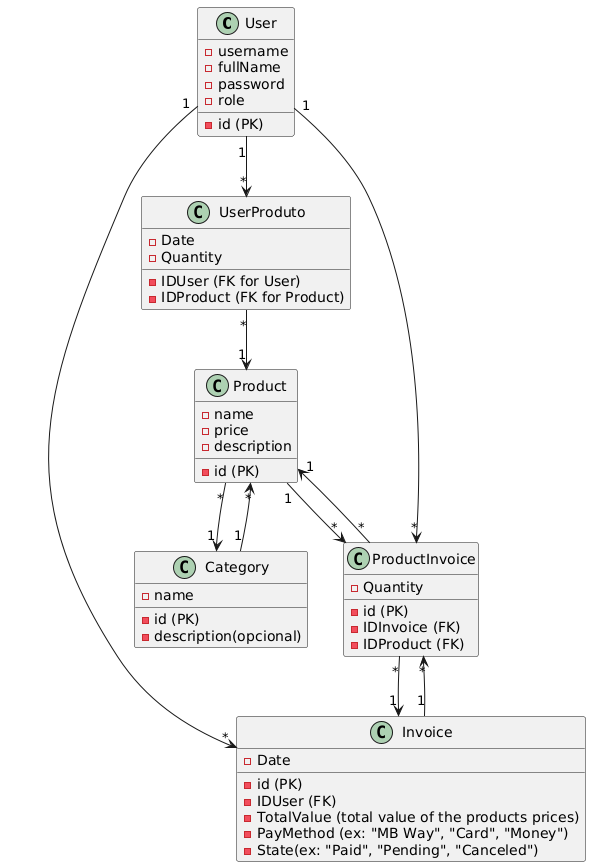 C User
username
fullName
password
role
id (PK)
1
1
1
*
C UserProduto
Date
Quantity
IDUser (FK for User)
IDProduct (FK for Product)
*
1
C Product
name
price
description
id (PK)
*
*
1
1
*
*
1
1
*
C Category
name
id (PK)
description(opcional)
C ProductInvoice
Quantity
id (PK)
IDInvoice (FK)
IDProduct (FK)
*
*
1
1
*
C Invoice
Date
id (PK)
IDUser (FK)
TotalValue (total value of the products prices)
PayMethod (ex: "MB Way", "Card", "Money")
State(ex: "Paid", "Pending", "Canceled")